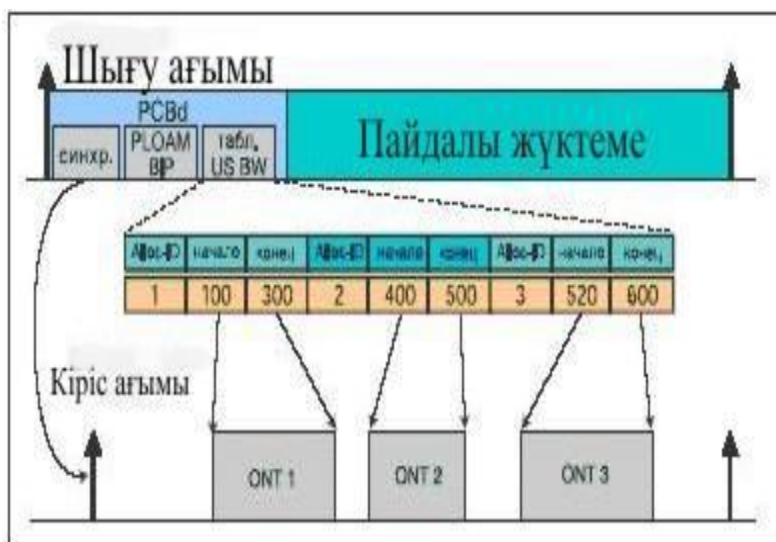 Шығу ағымы
PCBd
синхр.
PLOAM
BIP
табл.
US BW
Пайдалы жүктеме
Alloc-ID начало конец Alloc-ID начало конец Alloc-ID начало конец
1 100 300 2 400 500 3 520 600
Кіріс ағымы
ONT 1 ONT 2 ONT 3